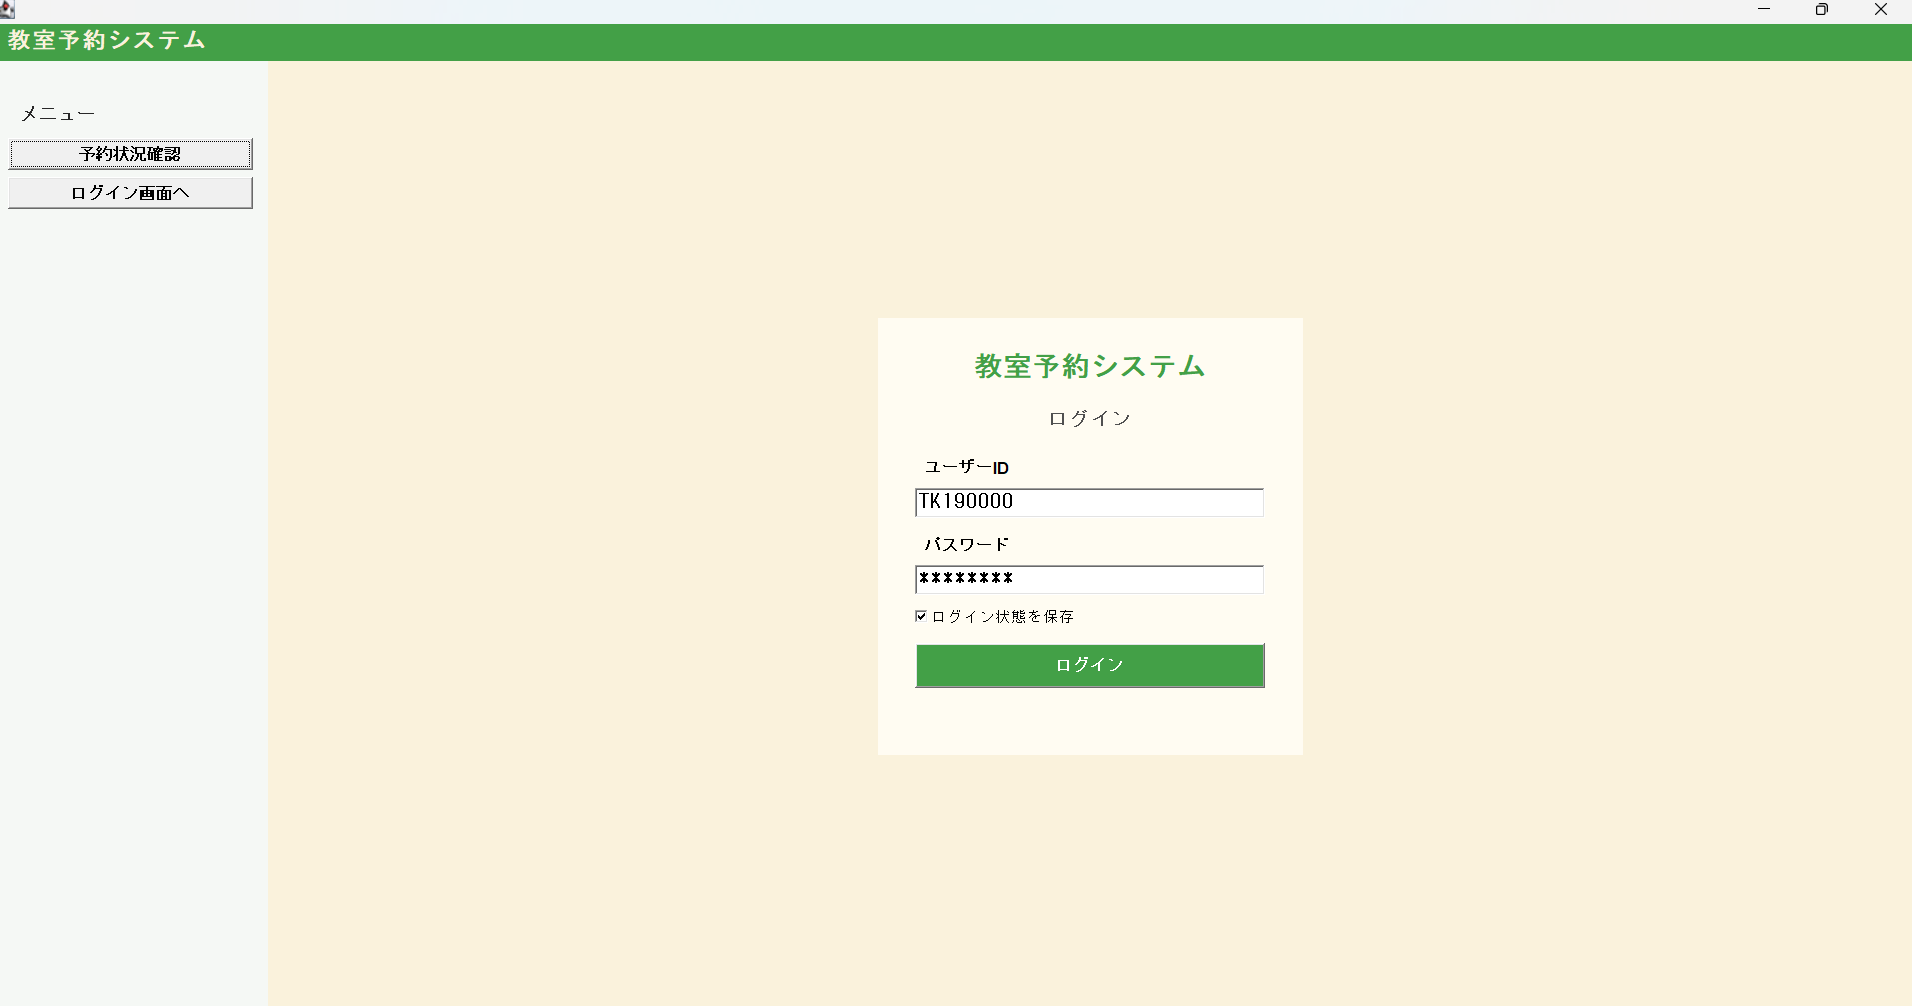 教室予約システム
メニュー
予約状況確認
ログイン画面へ
教室予約システム
ログイン
ユーザーID
TK190000
パスワード
********
ログイン状態を保存
ログイン